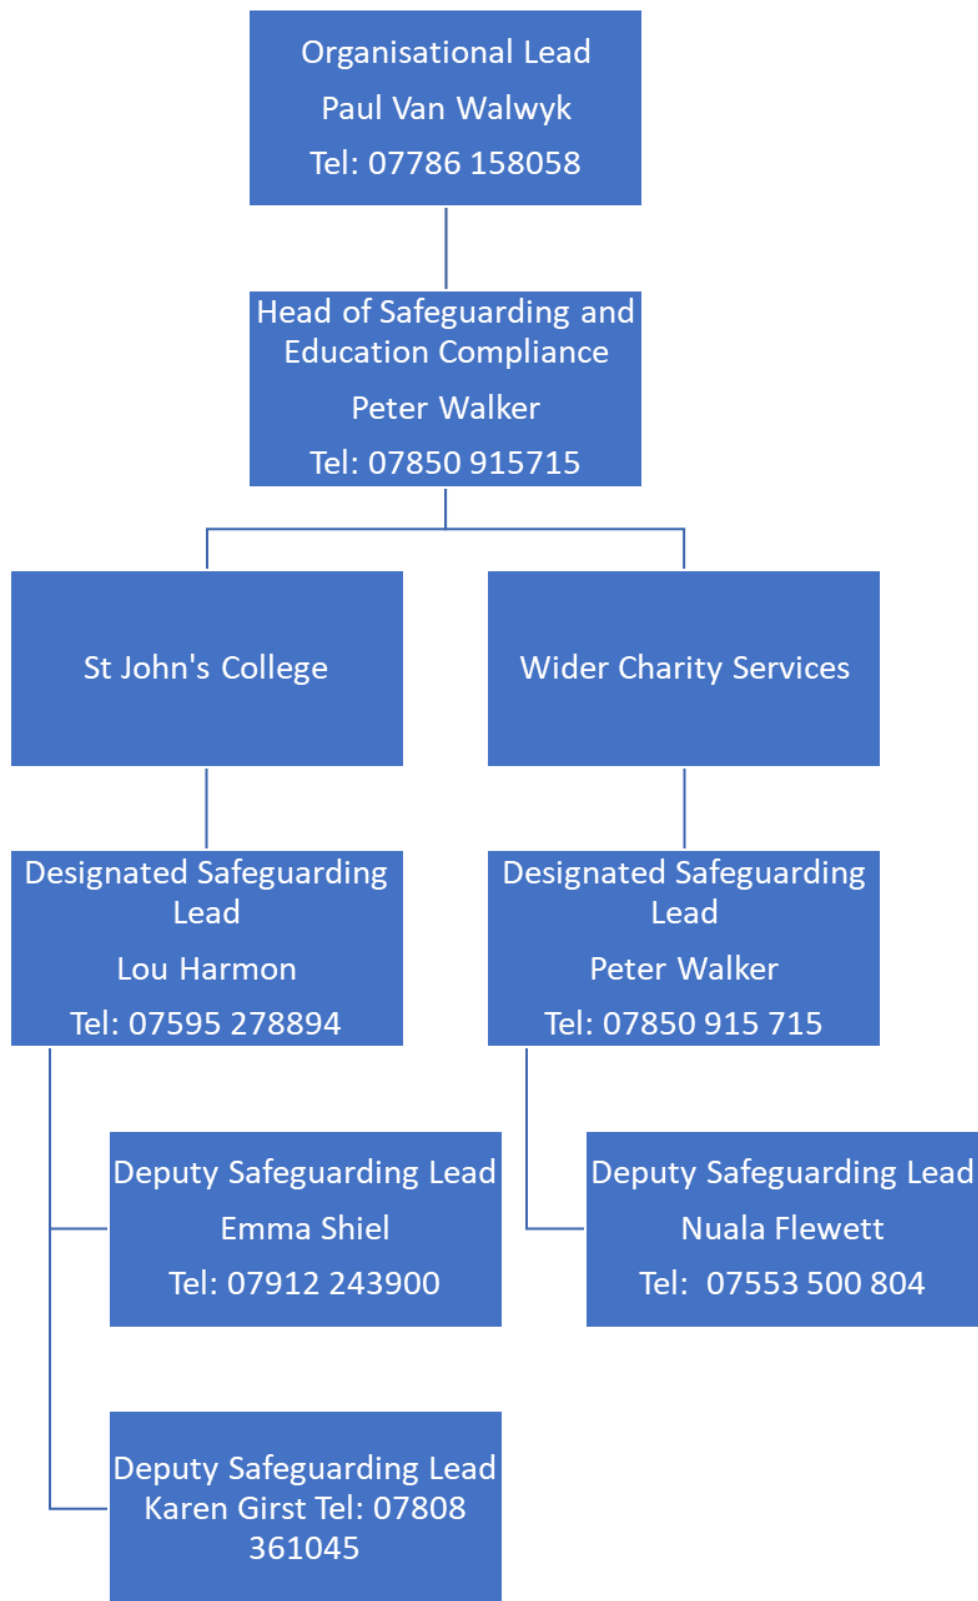 Organisational Lead
Paul Van Walwyk
Tel: 07786 158058
Head of Safeguarding and
Education Compliance
Peter Walker
Tel: 07850 915715
St John's College
Wider Charity Services
Designated Safeguarding
Lead
Lou Harmon
Tel: 07595 278894
Designated Safeguarding
Lead
Peter Walker
Tel: 07850 915 715
Deputy Safeguarding Lead
Emma Shiel
Tel: 07912 243900
Deputy Safeguarding Lead
Nuala Flewett
Tel:  07553 500 804
Deputy Safeguarding Lead
Karen Girst Tel: 07808
361045